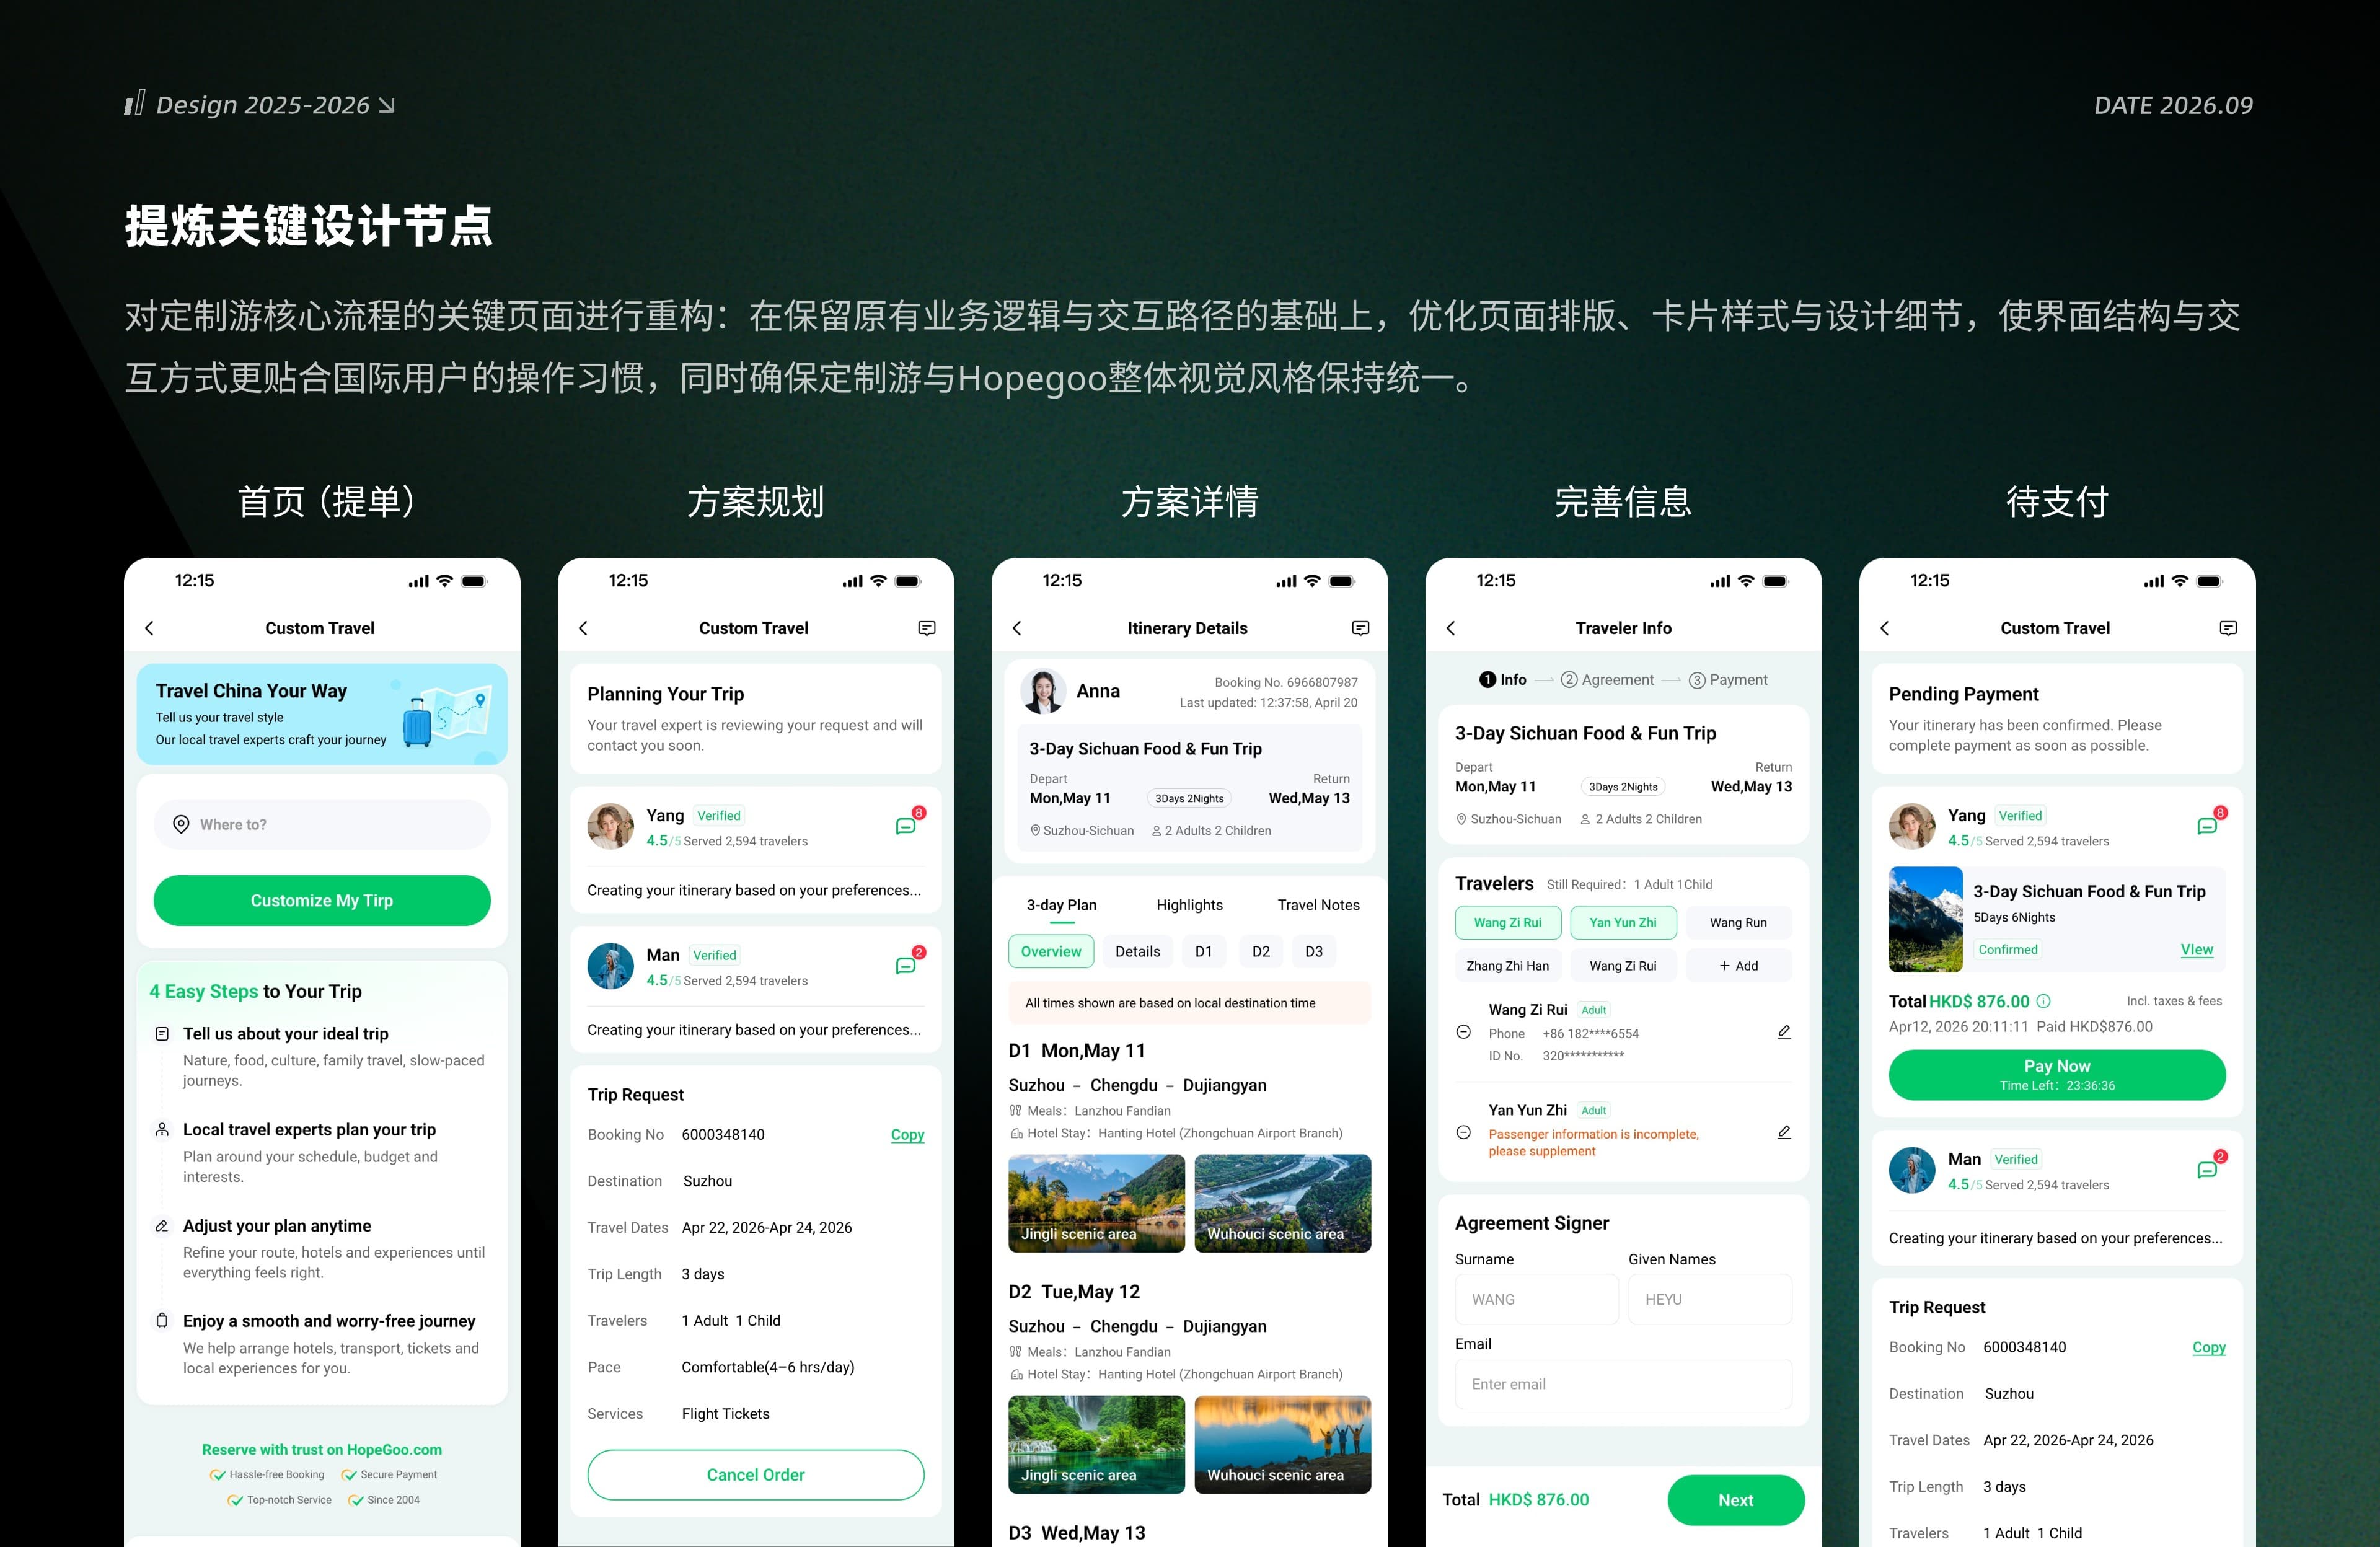 Design 2025-2026
DATE 2026.09
提炼关键设计节点
对定制游核心流程的关键页面进行重构：在保留原有业务逻辑与交互路径的基础上，优化页面排版、卡片样式与设计细节，使界面结构与交
互方式更贴合国际用户的操作习惯，同时确保定制游与Hopegoo整体视觉风格保持统一。
首页（提单）
12:15
Custom Travel
Travel China Your Way
Tell us your travel style
Our local travel experts craft your journey
Where to?
Customize My Tirp
4 Easy Steps to Your Trip
Tell us about your ideal trip
Nature, food, culture, family travel, slow-paced
journeys.
Local travel experts plan your trip
Plan around your schedule, budget and
interests.
Adjust your plan anytime
Refine your route, hotels and experiences until
everything feels right.
Enjoy a smooth and worry-free journey
We help arrange hotels, transport, tickets and
local experiences for you.
Reserve with trust on HopeGoo.com
Hassle-free Booking Secure Payment
Top-notch Service Since 2004
方案规划
12:15
Custom Travel
Planning Your Trip
Your travel expert is reviewing your request and will
contact you soon.
Yang Verified 8
4.5/5 Served 2,594 travelers
Creating your itinerary based on your preferences...
Man Verified 2
4.5/5 Served 2,594 travelers
Creating your itinerary based on your preferences...
Trip Request
Booking No 6000348140 Copy
Destination Suzhou
Travel Dates Apr 22, 2026-Apr 24, 2026
Trip Length 3 days
Travelers 1 Adult 1 Child
Pace Comfortable(4–6 hrs/day)
Services Flight Tickets
Cancel Order
方案详情
12:15
Itinerary Details
Anna
Booking No. 6966807987
Last updated: 12:37:58, April 20
3-Day Sichuan Food & Fun Trip
Depart Return
Mon,May 11 3Days 2Nights Wed,May 13
Suzhou-Sichuan 2 Adults 2 Children
3-day Plan Highlights Travel Notes
Overview Details D1 D2 D3
All times shown are based on local destination time
D1 Mon,May 11
Suzhou – Chengdu – Dujiangyan
Meals：Lanzhou Fandian
Hotel Stay：Hanting Hotel (Zhongchuan Airport Branch)
Jingli scenic area Wuhouci scenic area
D2 Tue,May 12
Suzhou – Chengdu – Dujiangyan
Meals：Lanzhou Fandian
Hotel Stay：Hanting Hotel (Zhongchuan Airport Branch)
Jingli scenic area Wuhouci scenic area
D3 Wed,May 13
完善信息
12:15
Traveler Info
1 Info 2 Agreement 3 Payment
3-Day Sichuan Food & Fun Trip
Depart Return
Mon,May 11 3Days 2Nights Wed,May 13
Suzhou-Sichuan 2 Adults 2 Children
Travelers Still Required：1 Adult 1Child
Wang Zi Rui Yan Yun Zhi Wang Run
Zhang Zhi Han Wang Zi Rui + Add
Wang Zi Rui Adult
Phone +86 182****6554
ID No. 320***********
Yan Yun Zhi Adult
Passenger information is incomplete,
please supplement
Agreement Signer
Surname Given Names
WANG HEYU
Email
Enter email
Total HKD$ 876.00 Next
待支付
12:15
Custom Travel
Pending Payment
Your itinerary has been confirmed. Please
complete payment as soon as possible.
Yang Verified 8
4.5/5 Served 2,594 travelers
3-Day Sichuan Food & Fun Trip
5Days 6Nights
Confirmed VIew
Total HKD$ 876.00 Incl. taxes & fees
Apr12, 2026 20:11:11 Paid HKD$876.00
Pay Now
Time Left：23:36:36
Man Verified 2
4.5/5 Served 2,594 travelers
Creating your itinerary based on your preferences...
Trip Request
Booking No 6000348140 Copy
Destination Suzhou
Travel Dates Apr 22, 2026-Apr 24, 2026
Trip Length 3 days
Travelers 1 Adult 1 Child